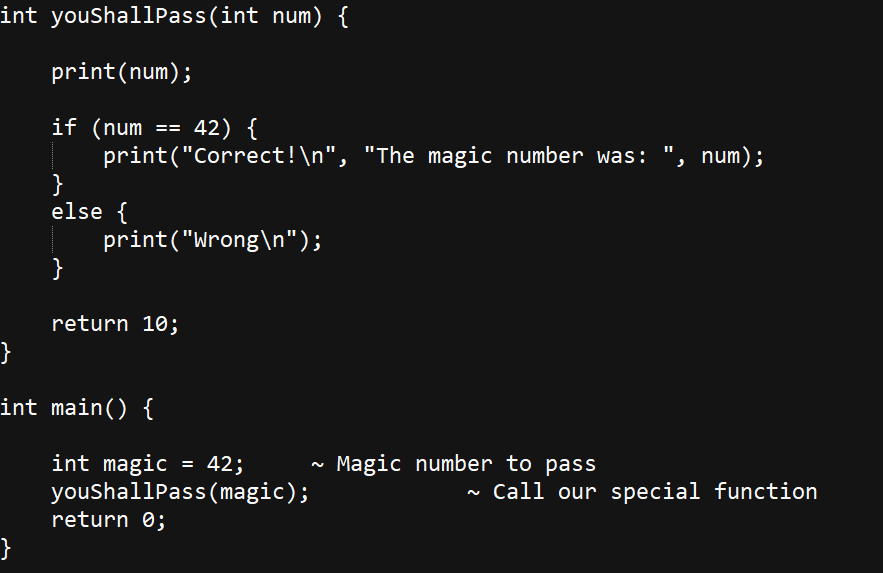 int youShallPass(int num) {
    print(num);
    if (num == 42) {
        print("Correct!\n", "The magic number was: ", num);
    }
    else {
        print("Wrong\n");
    }
    return 10;
}
int main() {
    int magic = 42;     ~ Magic number to pass
    youShallPass(magic);            ~ Call our special function
    return 0;
}